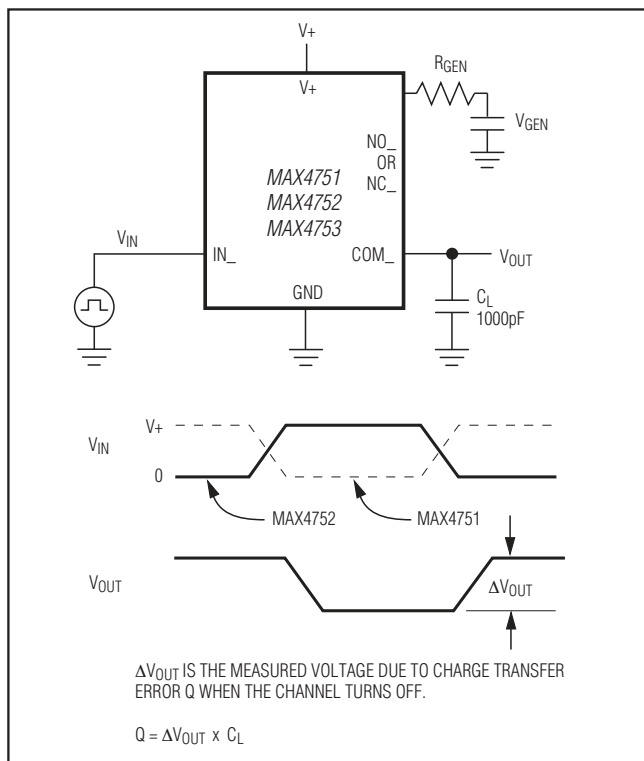 V+
V+
RGEN
VGEN
NO_
OR
NC_
MAX4751
MAX4752
MAX4753
VIN
IN_
COM_
VOUT
GND
CL
1000pF
V+
VIN
0
MAX4752
MAX4751
VOUT
ΔVOUT
ΔVOUT IS THE MEASURED VOLTAGE DUE TO CHARGE TRANSFER
ERROR Q WHEN THE CHANNEL TURNS OFF.
Q = ΔVOUT x CL